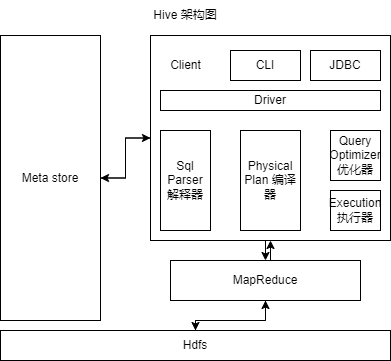 Hive 架构图
Client
CLI
JDBC
Driver
Meta store
Sql
Parser
解释器
Physical
Plan 编译
器
Query
Optimizer
优化器
Execution
执行器
MapReduce
Hdfs